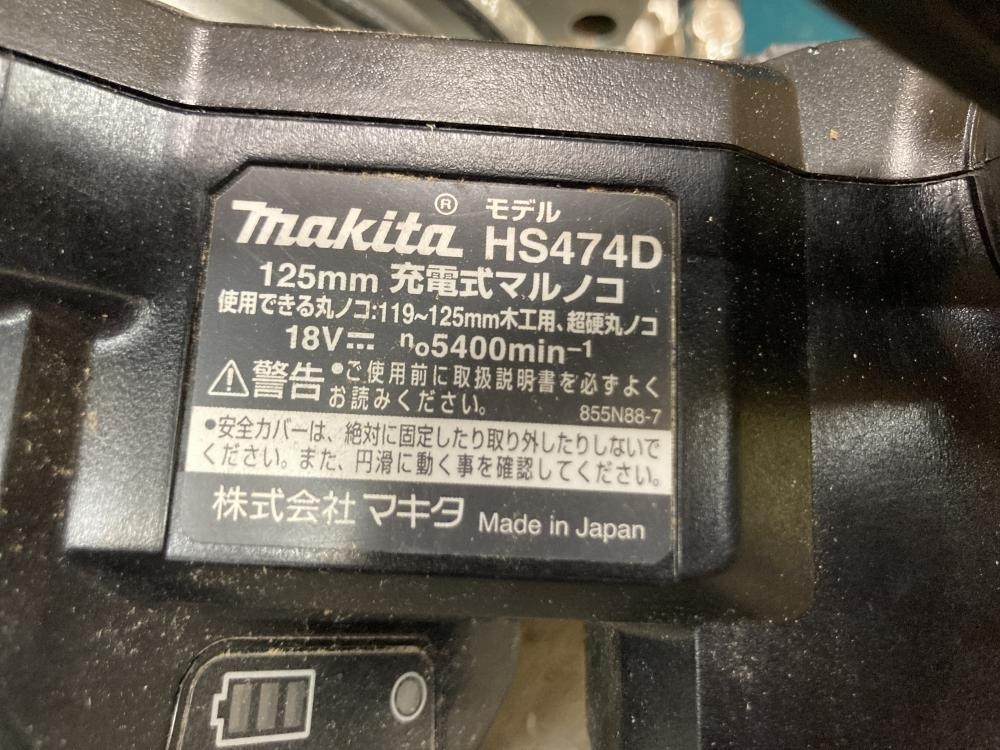 makita® モデル HS474D
125mm 充電式マルノコ
使用できる丸ノコ:119~125mm木工用、超硬丸ノコ
18V⎓ n₀5400min⁻¹
⚠警告 •ご使用前に取扱説明書を必ずよく
お読みください。 855N88-7
•安全カバーは、絶対に固定したり取り外したりしないで
ください。また、円滑に動く事を確認してください。
株式会社 マキタ Made in Japan